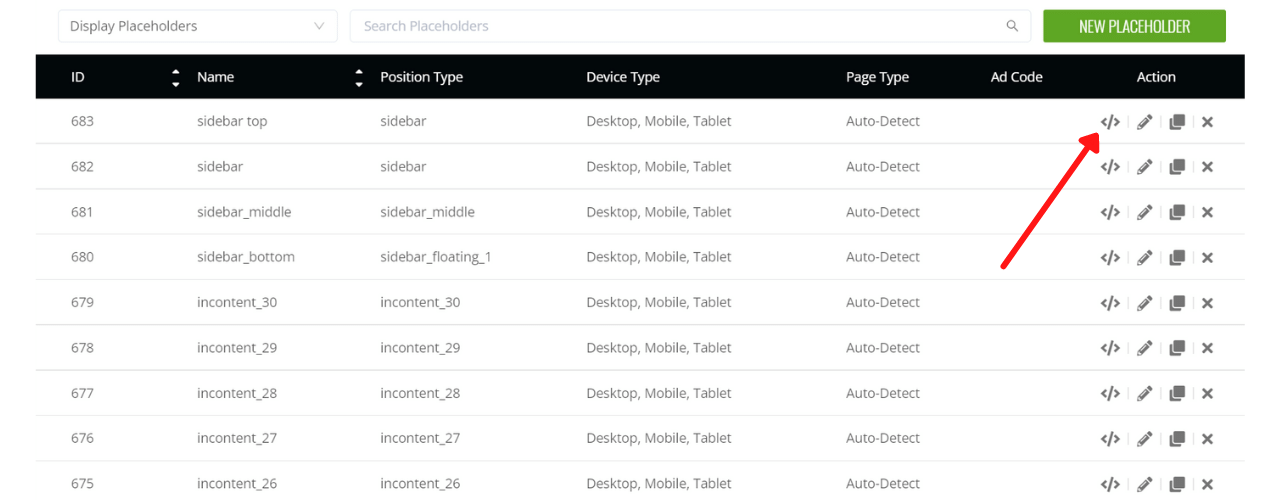 Display Placeholders Search Placeholders NEW PLACEHOLDER
ID Name Position Type Device Type Page Type Ad Code Action
683 sidebar top sidebar Desktop, Mobile, Tablet Auto-Detect
682 sidebar sidebar Desktop, Mobile, Tablet Auto-Detect
681 sidebar_middle sidebar_middle Desktop, Mobile, Tablet Auto-Detect
680 sidebar_bottom sidebar_floating_1 Desktop, Mobile, Tablet Auto-Detect
679 incontent_30 incontent_30 Desktop, Mobile, Tablet Auto-Detect
678 incontent_29 incontent_29 Desktop, Mobile, Tablet Auto-Detect
677 incontent_28 incontent_28 Desktop, Mobile, Tablet Auto-Detect
676 incontent_27 incontent_27 Desktop, Mobile, Tablet Auto-Detect
675 incontent_26 incontent_26 Desktop, Mobile, Tablet Auto-Detect